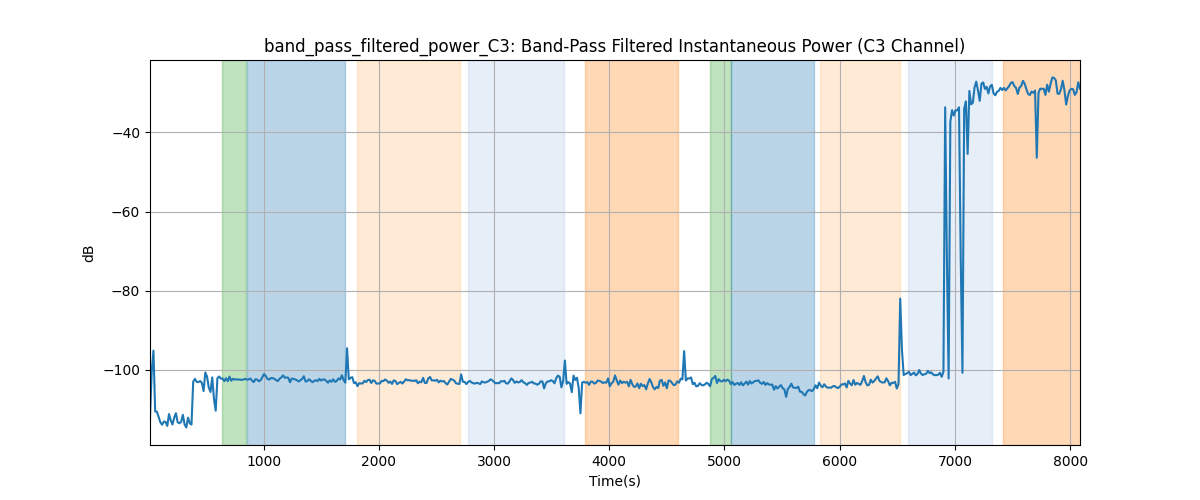 band_pass_filtered_power_C3: Band-Pass Filtered Instantaneous Power (C3 Channel)
dB
−40
−60
−80
−100
1000 2000 3000 4000 5000 6000 7000 8000
Time(s)